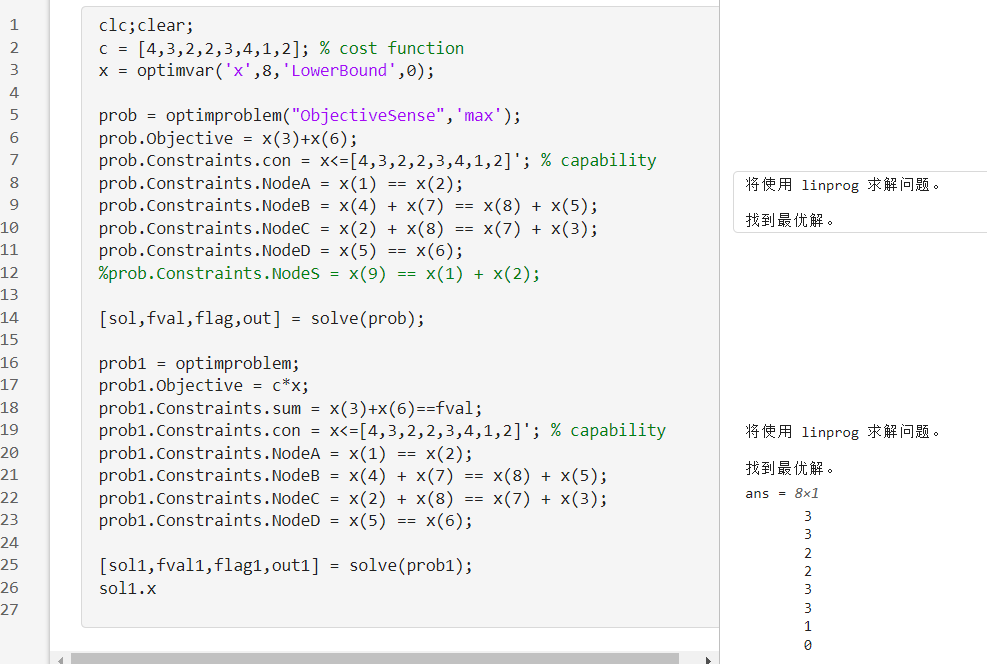 1 clc;clear;
2 c = [4,3,2,2,3,4,1,2]; % cost function
3 x = optimvar('x',8,'LowerBound',0);
4
5 prob = optimproblem("ObjectiveSense",'max');
6 prob.Objective = x(3)+x(6);
7 prob.Constraints.con = x<=[4,3,2,2,3,4,1,2]'; % capability
8 prob.Constraints.NodeA = x(1) == x(2);
9 prob.Constraints.NodeB = x(4) + x(7) == x(8) + x(5);
10 prob.Constraints.NodeC = x(2) + x(8) == x(7) + x(3);
11 prob.Constraints.NodeD = x(5) == x(6);
12 %prob.Constraints.NodeS = x(9) == x(1) + x(2);
13
14 [sol,fval,flag,out] = solve(prob);
15
16 prob1 = optimproblem;
17 prob1.Objective = c*x;
18 prob1.Constraints.sum = x(3)+x(6)==fval;
19 prob1.Constraints.con = x<=[4,3,2,2,3,4,1,2]'; % capability
20 prob1.Constraints.NodeA = x(1) == x(2);
21 prob1.Constraints.NodeB = x(4) + x(7) == x(8) + x(5);
22 prob1.Constraints.NodeC = x(2) + x(8) == x(7) + x(3);
23 prob1.Constraints.NodeD = x(5) == x(6);
24
25 [sol1,fval1,flag1,out1] = solve(prob1);
26 sol1.x
27
将使用 linprog 求解问题。
找到最优解。
将使用 linprog 求解问题。
找到最优解。
ans = 8×1
3
3
2
2
3
3
1
0